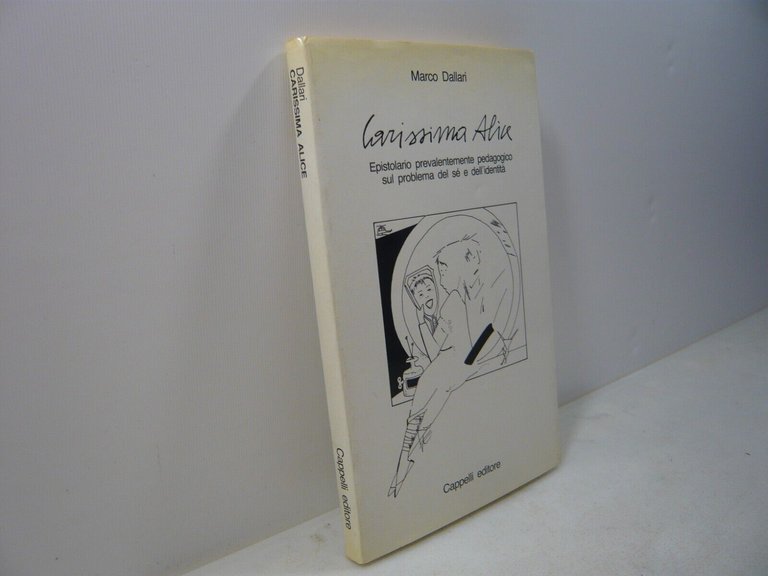 Marco Dallari
Carissima Alice
Epistolario prevalentemente pedagogico
sul problema del sé e dell'identità
Cappelli editore
Dallari
CARISSIMA ALICE
Cappelli editore